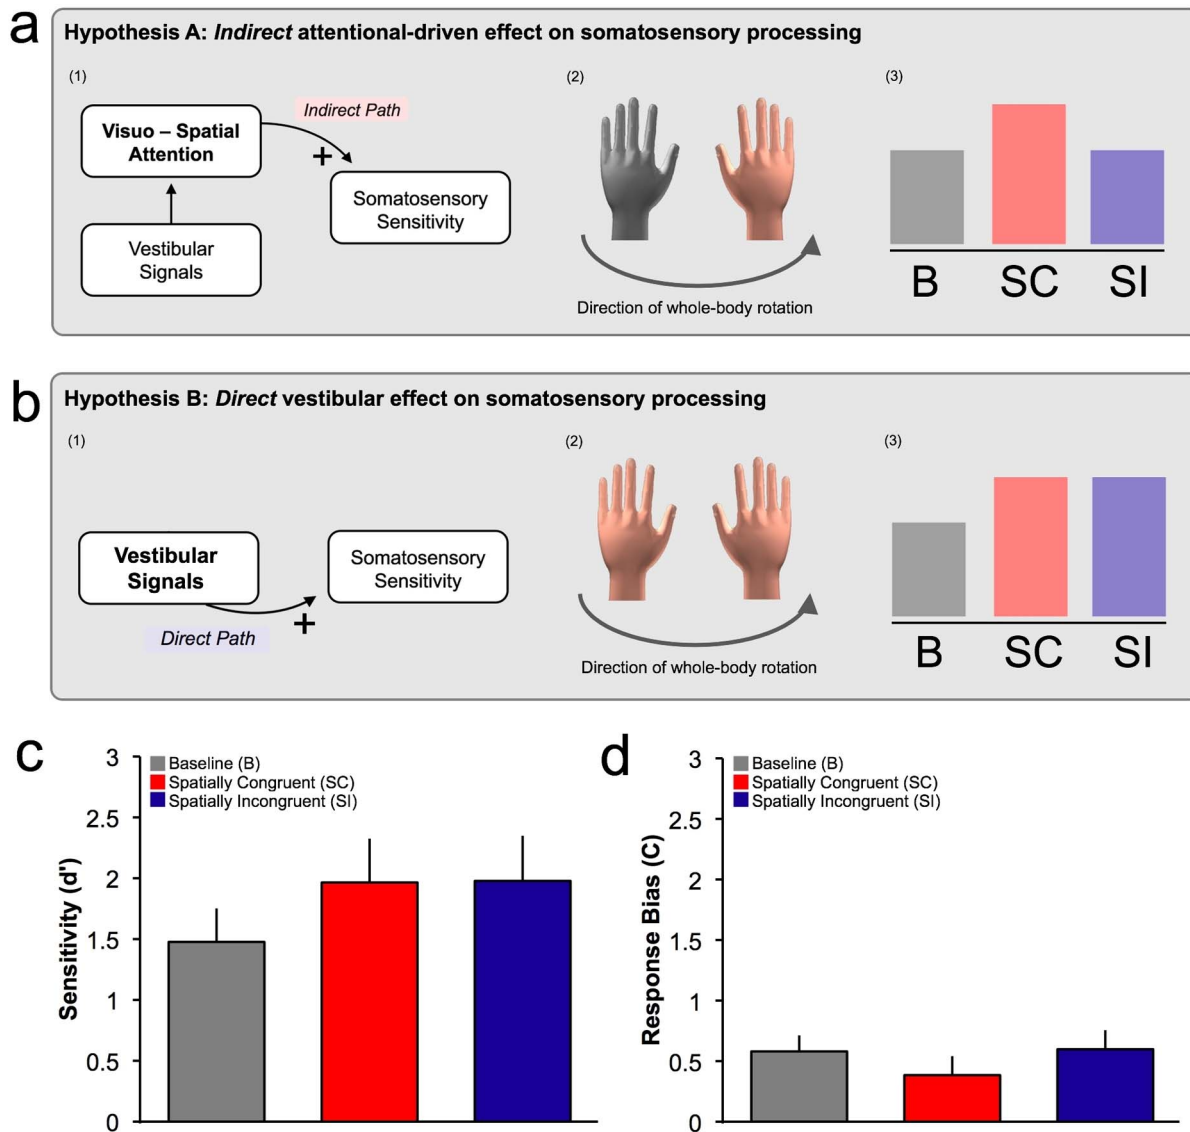 a
Hypothesis A: Indirect attentional-driven effect on somatosensory processing
(1)
Visuo – Spatial
Attention
Indirect Path
+
Somatosensory
Sensitivity
Vestibular
Signals
(2)
Direction of whole-body rotation
(3)
B SC SI
b
Hypothesis B: Direct vestibular effect on somatosensory processing
(1)
Vestibular
Signals
Somatosensory
Sensitivity
+
Direct Path
(2)
Direction of whole-body rotation
(3)
B SC SI
c
Baseline (B)
Spatially Congruent (SC)
Spatially Incongruent (SI)
Sensitivity (d')
3
2.5
2
1.5
1
0.5
0
d
Baseline (B)
Spatially Congruent (SC)
Spatially Incongruent (SI)
Response Bias (C)
3
2.5
2
1.5
1
0.5
0